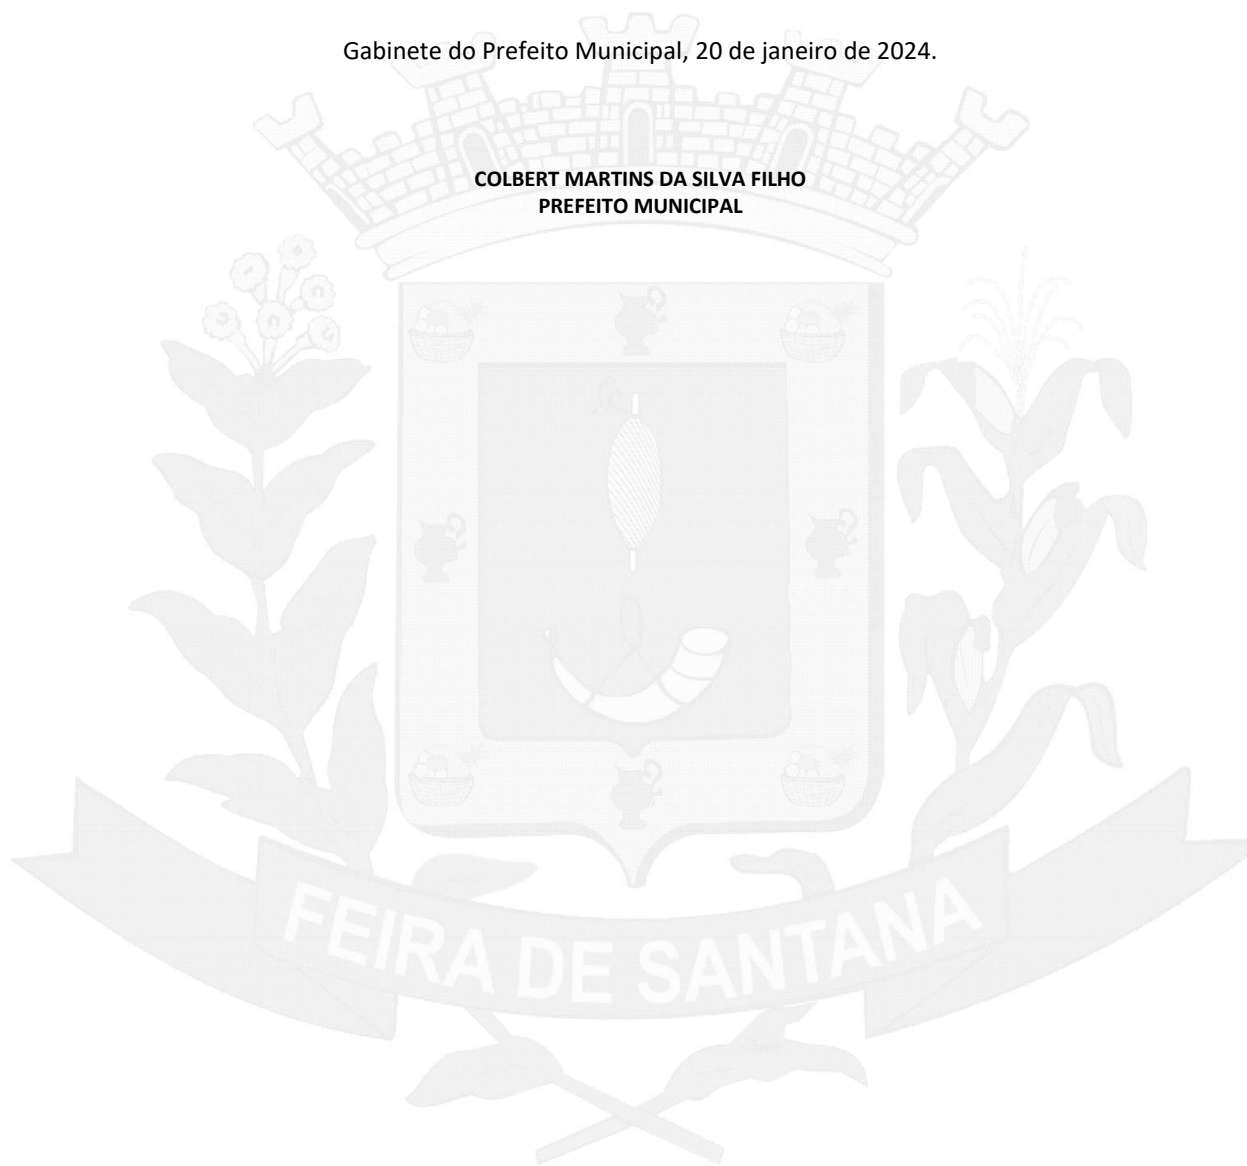 Gabinete do Prefeito Municipal, 20 de janeiro de 2024.
COLBERT MARTINS DA SILVA FILHO
PREFEITO MUNICIPAL
FEIRA DE SANTANA